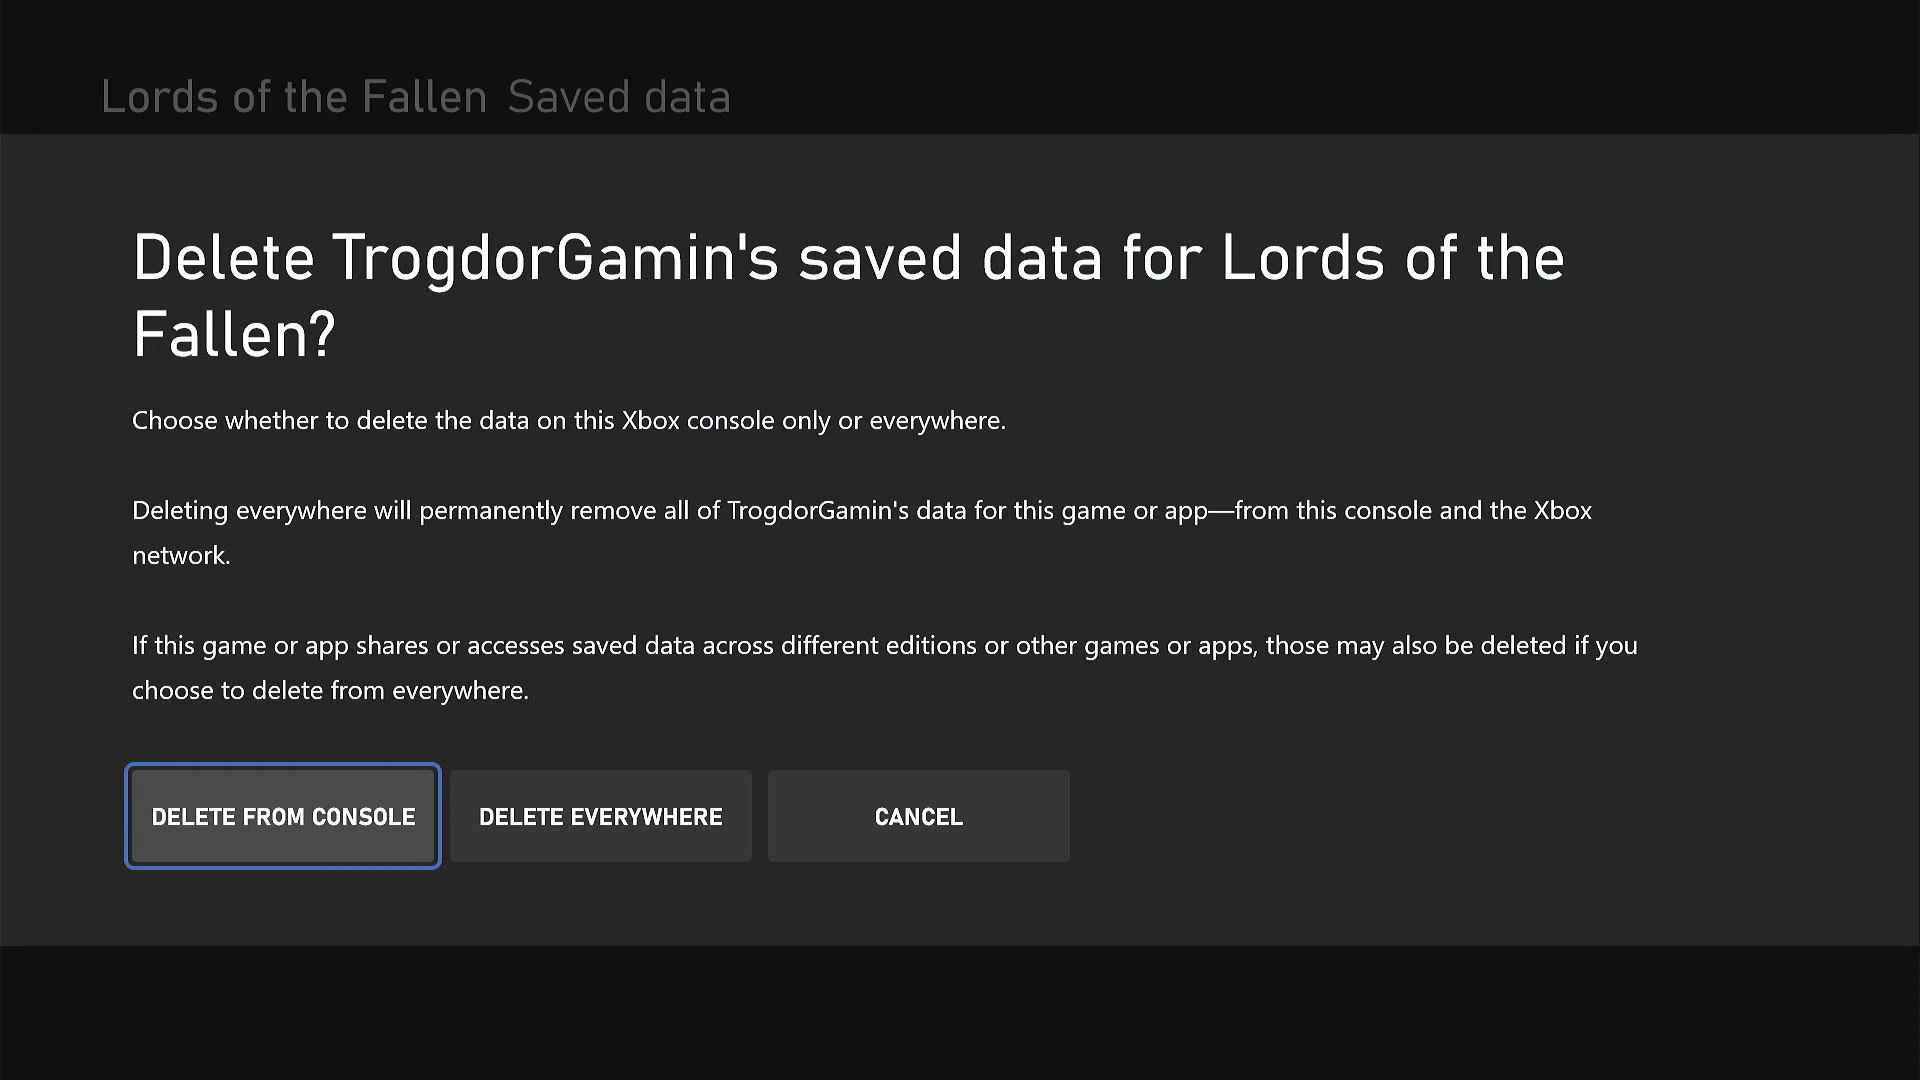 Lords of the Fallen Saved data
Delete TrogdorGamin's saved data for Lords of the
Fallen?
Choose whether to delete the data on this Xbox console only or everywhere.
Deleting everywhere will permanently remove all of TrogdorGamin's data for this game or app—from this console and the Xbox
network.
If this game or app shares or accesses saved data across different editions or other games or apps, those may also be deleted if you
choose to delete from everywhere.
DELETE FROM CONSOLE
DELETE EVERYWHERE
CANCEL